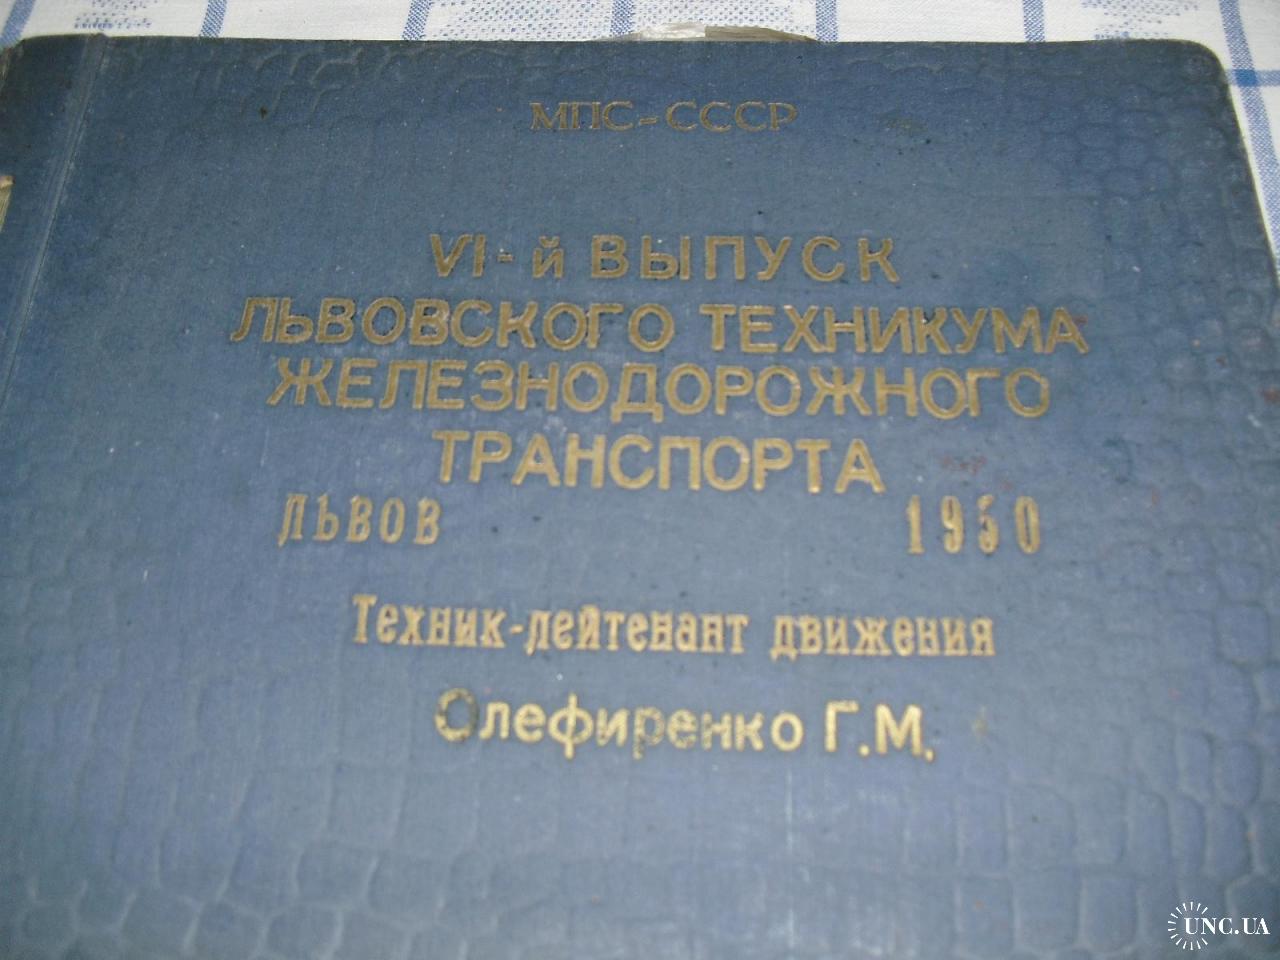 МПС-СССР
VI-й ВЫПУСК
ЛЬВОВСКОГО ТЕХНИКУМА
ЖЕЛЕЗНОДОРОЖНОГО
ТРАНСПОРТА
ЛЬВОВ 1950
Техник-лейтенант движения
Олефиренко Г.М.
UNC.UA